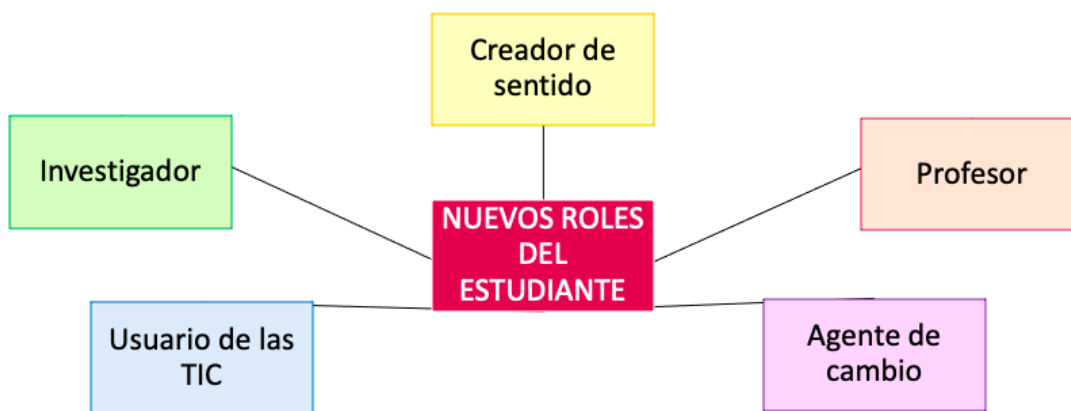 Creador de
sentido
Investigador
Profesor
NUEVOS ROLES
DEL
ESTUDIANTE
Usuario de las
TIC
Agente de
cambio